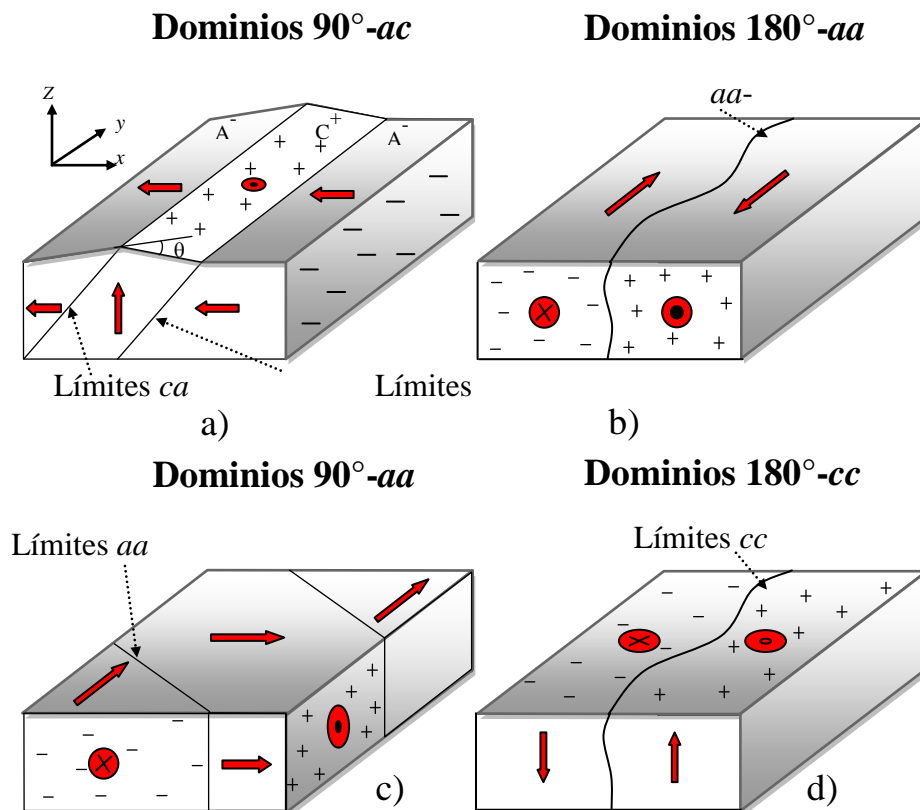 Dominios 90°-ac
Dominios 180°-aa
z
y
x
A-
C+
A-
θ
aa-
Límites ca
Límites
a)
b)
Dominios 90°-aa
Dominios 180°-cc
Límites aa
Límites cc
c)
d)